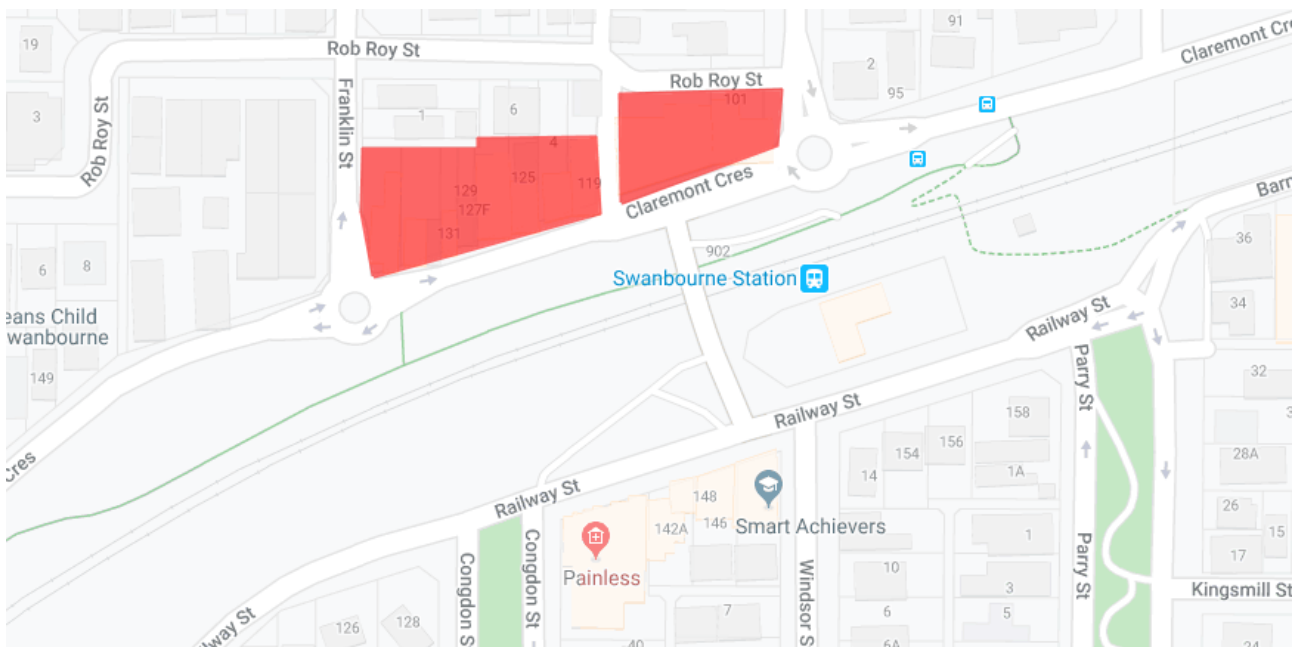 91
Claremont Cre
19
Rob Roy St
2
Rob Roy St
101
95
3
Rob Roy St
Franklin St
1
6
4
129
125
119
127F
131
Claremont Cres
Barn
902
36
6
8
Swanbourne Station
34
eans Child
wanbourne
Railway St
149
Parry St
32
3
Railway St
158
cres
154
156
14
1A
28A
Railway St
148
142A
146
Smart Achievers
26
15
17
1
Painless
Congdon S
Congdon St
Windsor S
10
Parry St
3
Kingsmill St
7
6
5
126
128
lway St
40
6A
24